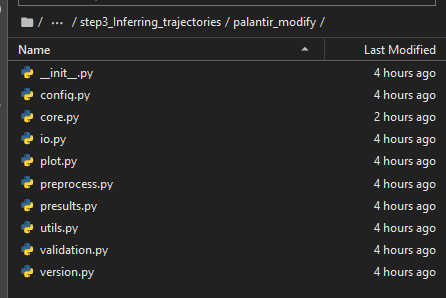 / ... / step3_Inferring_trajectories / palantir_modify /
Name Last Modified
__init__.py 4 hours ago
config.py 4 hours ago
core.py 2 hours ago
io.py 4 hours ago
plot.py 4 hours ago
preprocess.py 4 hours ago
presults.py 4 hours ago
utils.py 4 hours ago
validation.py 4 hours ago
version.py 4 hours ago